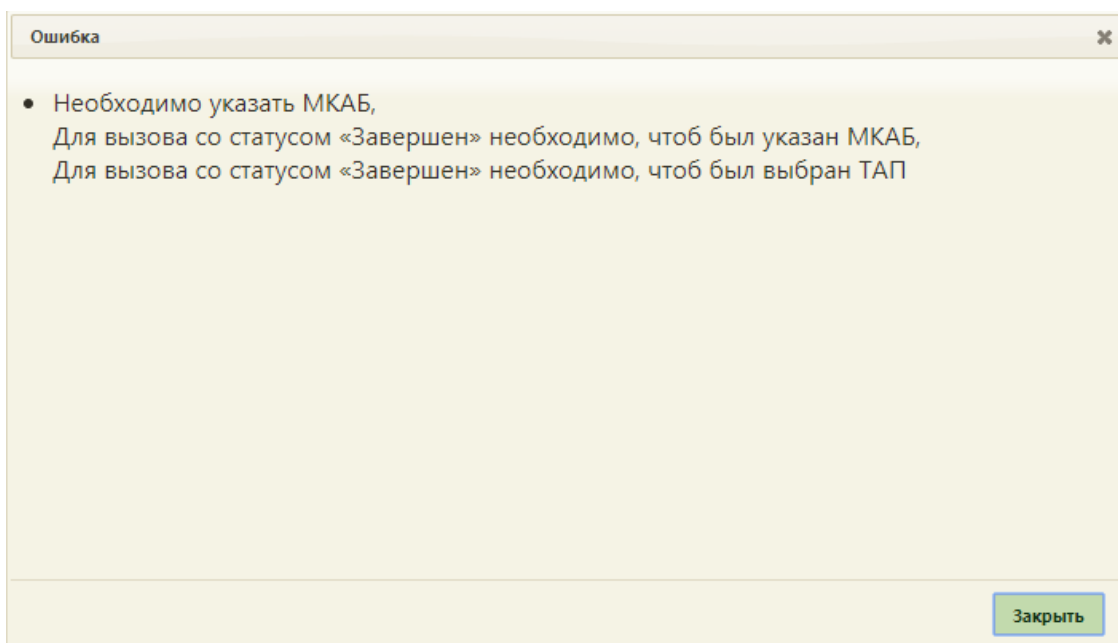 Ошибка
Необходимо указать МКАБ,
Для вызова со статусом «Завершен» необходимо, чтоб был указан МКАБ,
Для вызова со статусом «Завершен» необходимо, чтоб был выбран ТАП
Закрыть